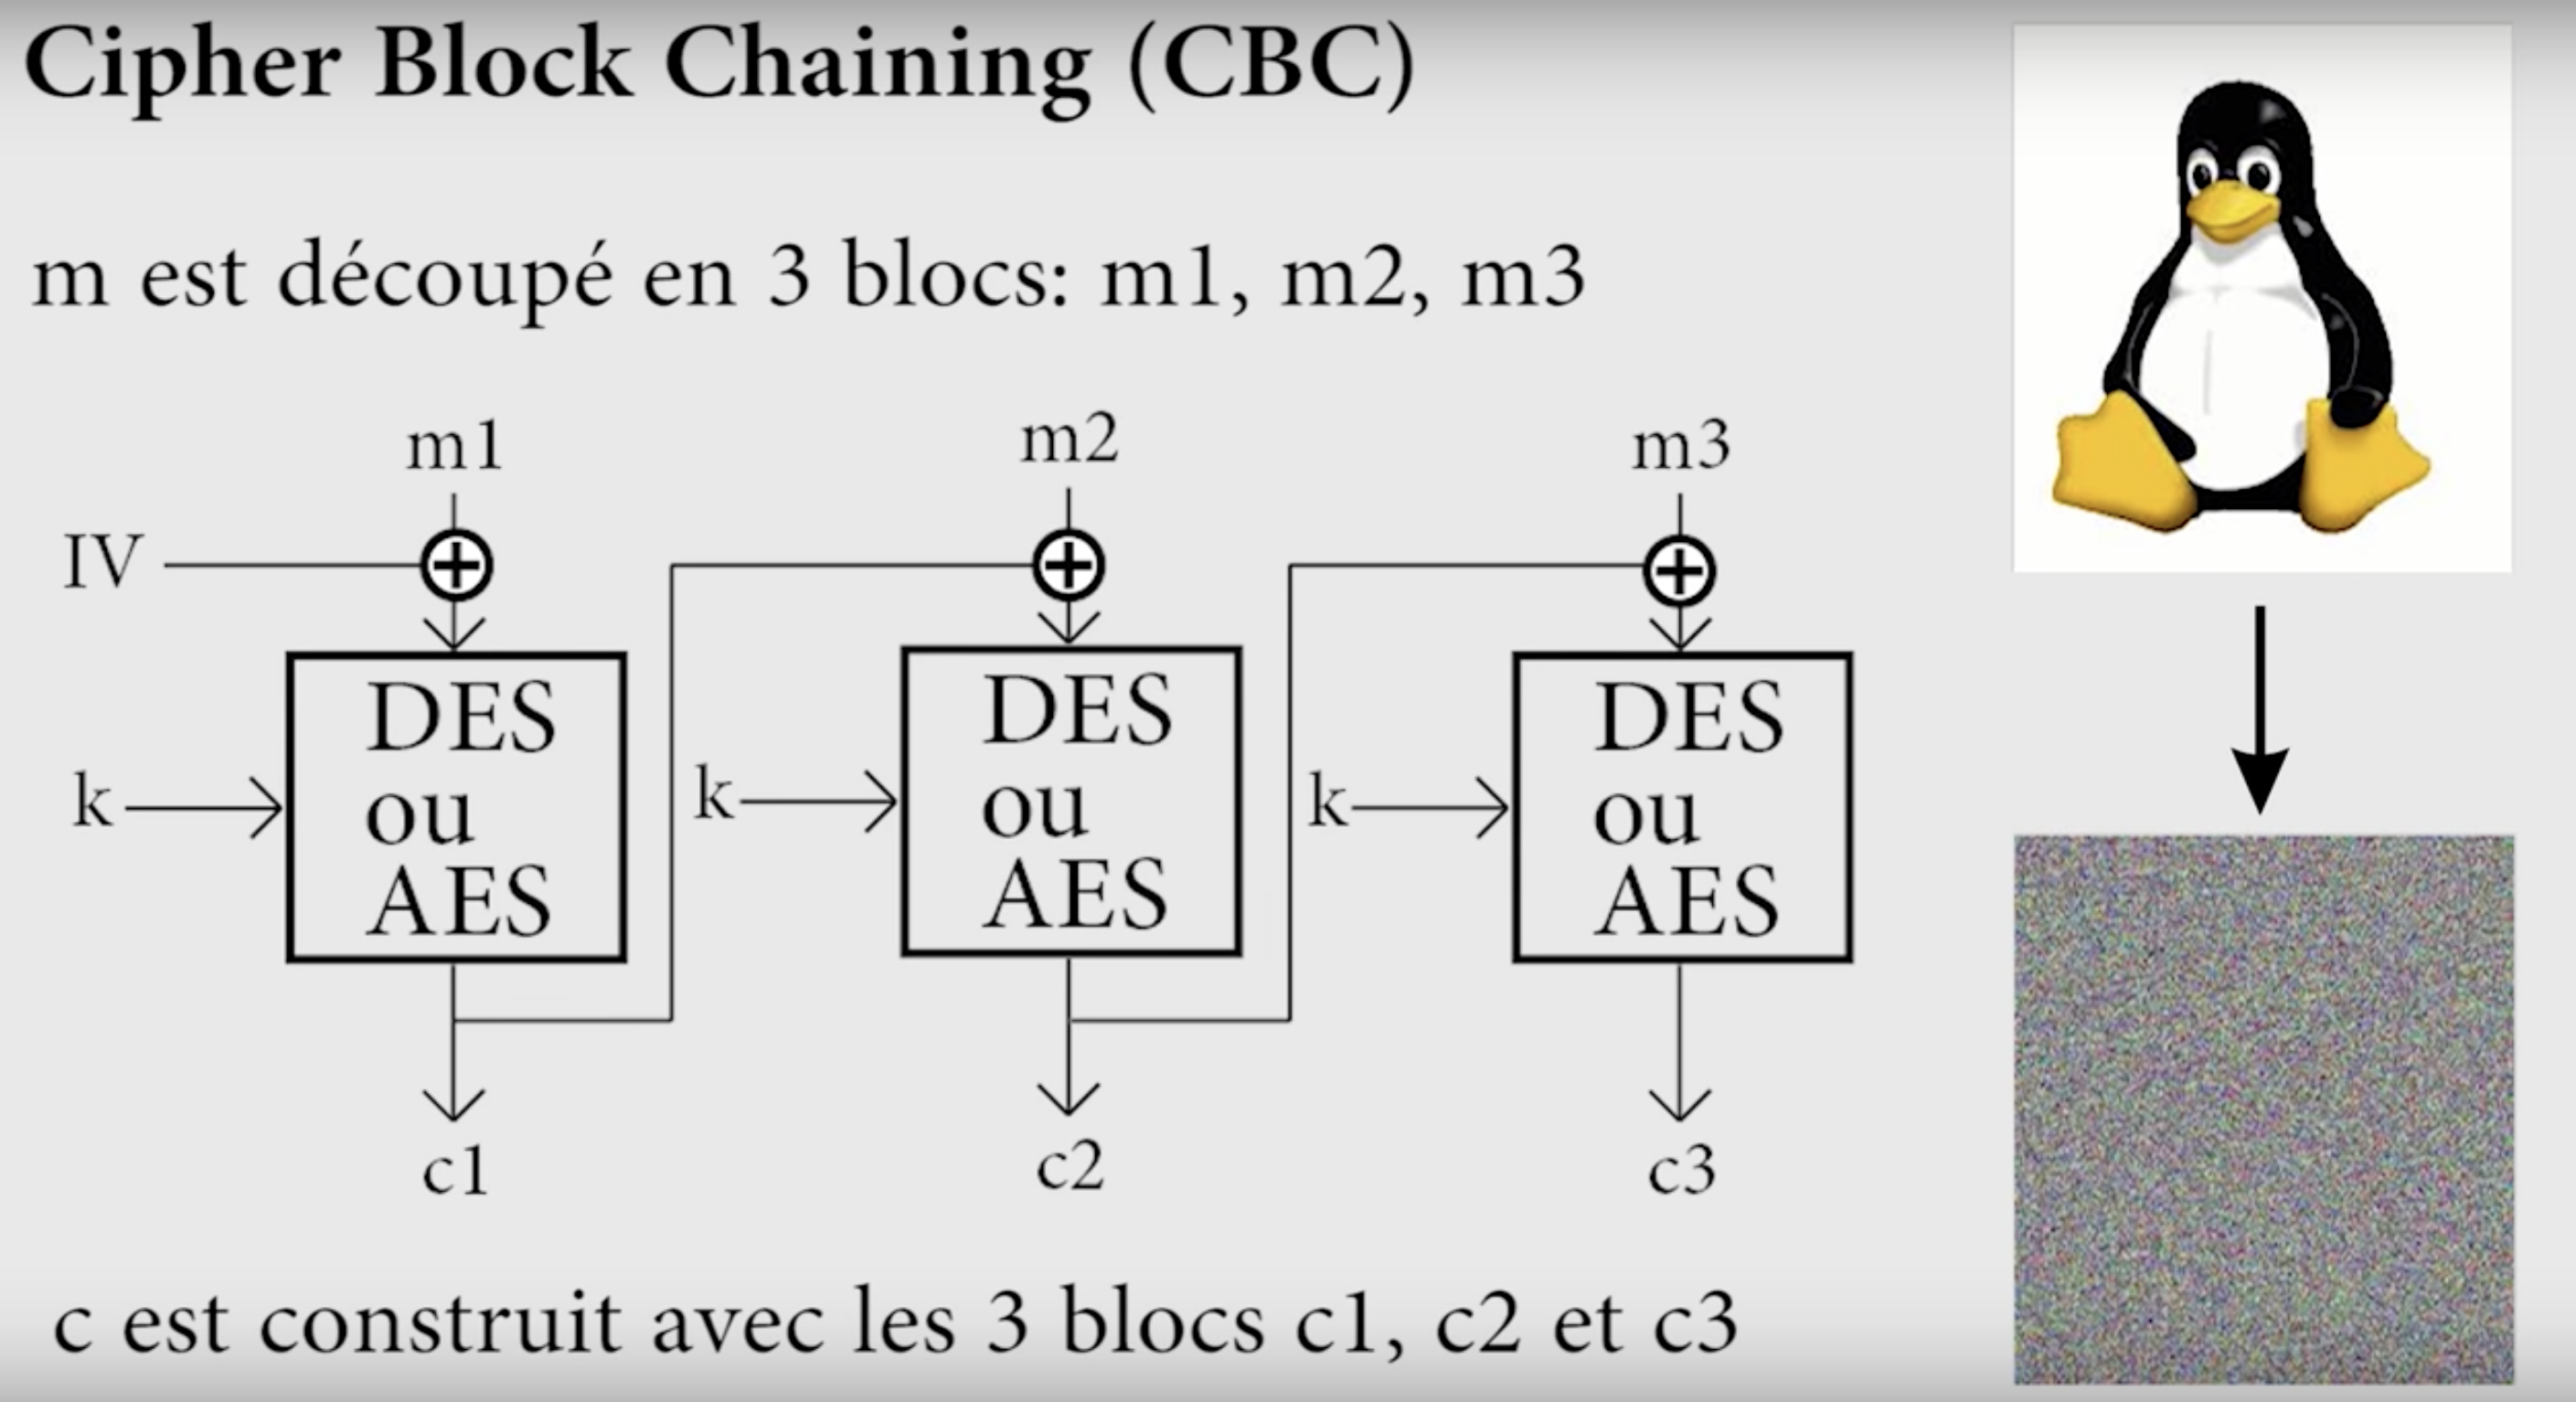 Cipher Block Chaining (CBC)
m est découpé en 3 blocs: m1, m2, m3
m1
m2
m3
IV
k
DES
ou
AES
k
DES
ou
AES
k
DES
ou
AES
c1
c2
c3
c est construit avec les 3 blocs c1, c2 et c3